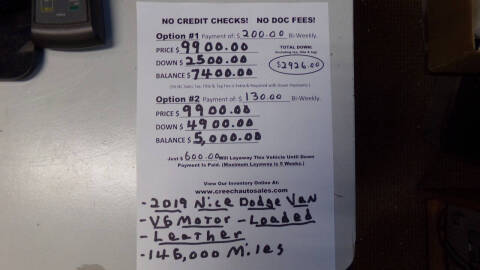 NO CREDIT CHECKS! NO DOC FEES!
Option #1 Payment of: $ 200.00 Bi-Weekly.
PRICE $ 9900.00
TOTAL DOWN:
(Including tax, title & tag)
DOWN $ 2500.00
$2926.00
BALANCE $ 7400.00
Option #2 Payment of: $ 130.00 Bi-Weekly.
PRICE $ 9900.00
DOWN $ 4900.00
BALANCE $ 5,000.00
Just $ 600.00 Will Layaway This Vehicle Until Down
Payment Is Paid. (Maximum Layaway is 8 Weeks.)
View Our Inventory Online At:
www.creechautosales.com
- 2019 Nice Dodge Van
- V6 Motor - Loaded
- Leather
- 146,000 Miles